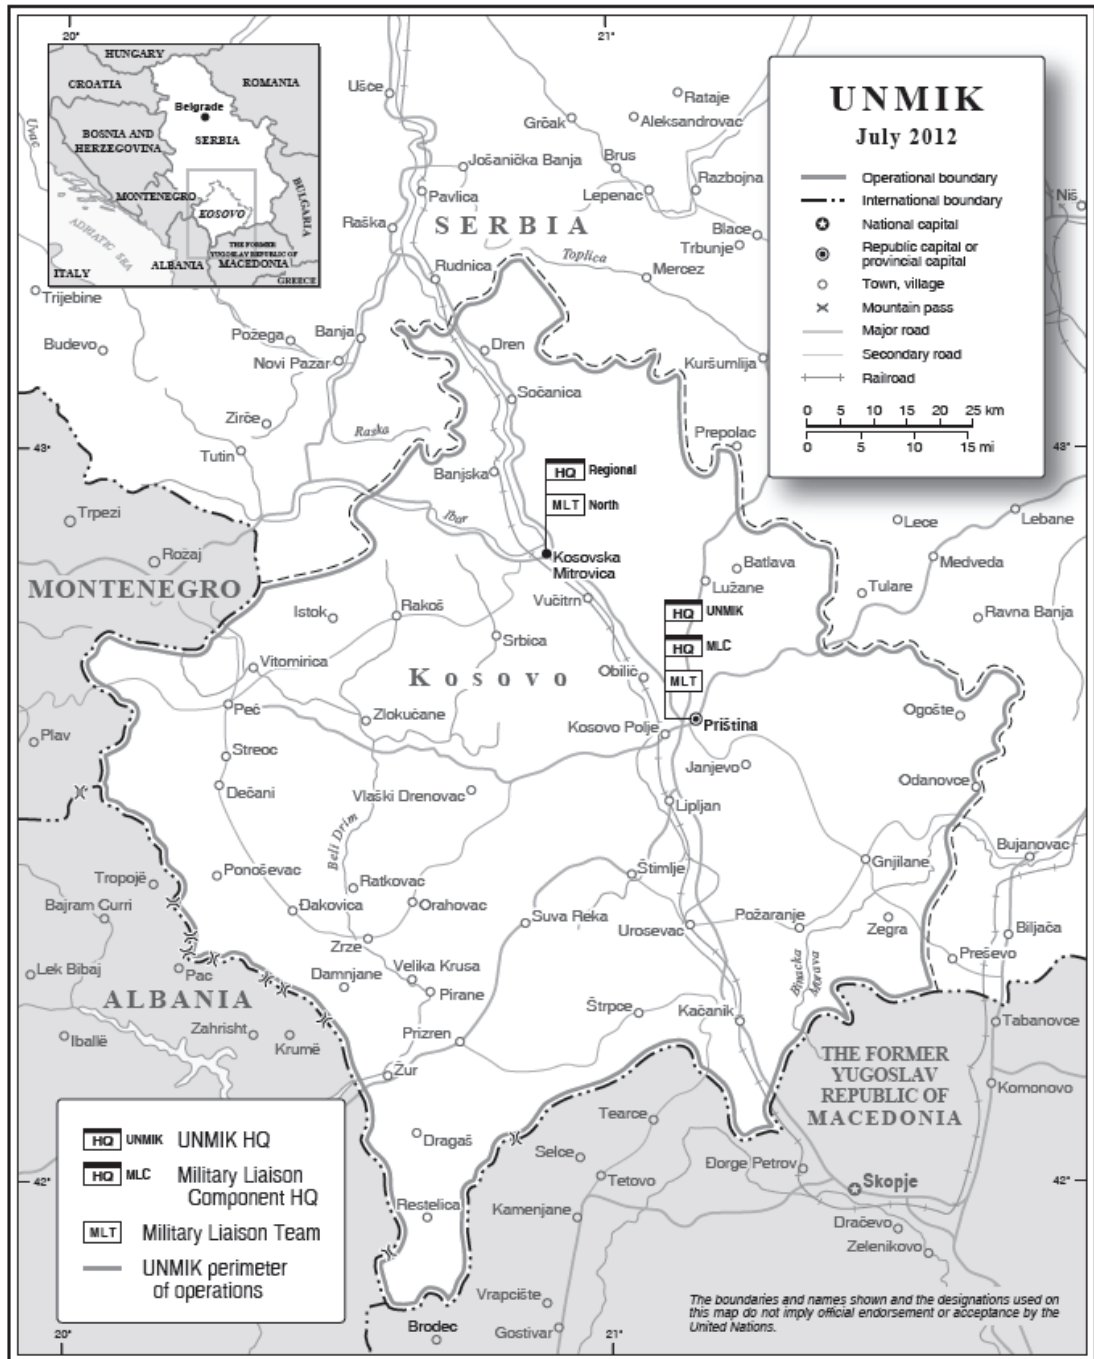 20°
21°
HUNGARY
CROATIA
ROMANIA
Belgrade
BOSNIA AND
HERZEGOVINA
SERBIA
MONTENEGRO
KOSOVO
BULGARIA
ADRIATIC SEA
THE FORMER
YUGOSLAV REPUBLIC OF
MACEDONIA
ALBANIA
ITALY
GREECE
UNMIK
July 2012
Operational boundary
International boundary
National capital
Republic capital or
provincial capital
Town, village
Mountain pass
Major road
Secondary road
Railroad
0 5 10 15 20 25 km
0 5 10 15 mi
Uvac
Ušce
Rataje
Grčak
Aleksandrovac
Jošanička Banja
Brus
Pavlica
Lepenac
Razbojna
Niš
Raška
SERBIA
Blace
Trbunje
Toplica
Rudnica
Mercez
Trijebine
Požega
Banja
Budevo
Novi Pazar
Dren
Kuršumlija
Sočanica
Zirče
Raska
43°
Prepolac
43°
Tutin
Banjska
HQ Regional
MLT North
Trpezi
Ibar
Lece
Lebane
Rožaj
Kosovska
Mitrovica
Batlava
Medveda
MONTENEGRO
Lužane
Tulare
Vučitrn
Istok
Rakoš
HQ UNMIK
Ravna Banja
Srbica
HQ MLC
Vitomirica
Kosovo
Obilić
MLT
Peć
Zlokučane
Ogošte
Kosovo Polje
Priština
Plav
Streoc
Janjevo
Dečani
Vlaški Drenovac
Odanovce
Lipljan
Beli Drim
Bujanovac
Gnjilane
Štimlje
Ponoševac
Tropojë
Ratkovac
Bajram Curri
Đakovica
Orahovac
Suva Reka
Požaranje
Urosevac
Zegra
Biljača
Zrze
Preševo
Lek Bibaj
Pac
Damnjane
Velika Krusa
Binacka
Morava
ALBANIA
Pirane
Štrpce
Kačanik
Tabanovce
Iballë
Zahrisht
Krumë
Prizren
Žur
THE FORMER
YUGOSLAV
REPUBLIC OF
MACEDONIA
Komonovo
Tearce
Dragaš
Selce
Đorge Petrov
42°
Tetovo
Skopje
42°
Restelica
Kamenjane
Dračevo
Zelenikovo
Vrapcište
Brodec
Gostivar
HQ UNMIK UNMIK HQ
HQ MLC Military Liaison
Component HQ
MLT Military Liaison Team
UNMIK perimeter
of operations
The boundaries and names shown and the designations used on
this map do not imply official endorsement or acceptance by the
United Nations.
20°
21°